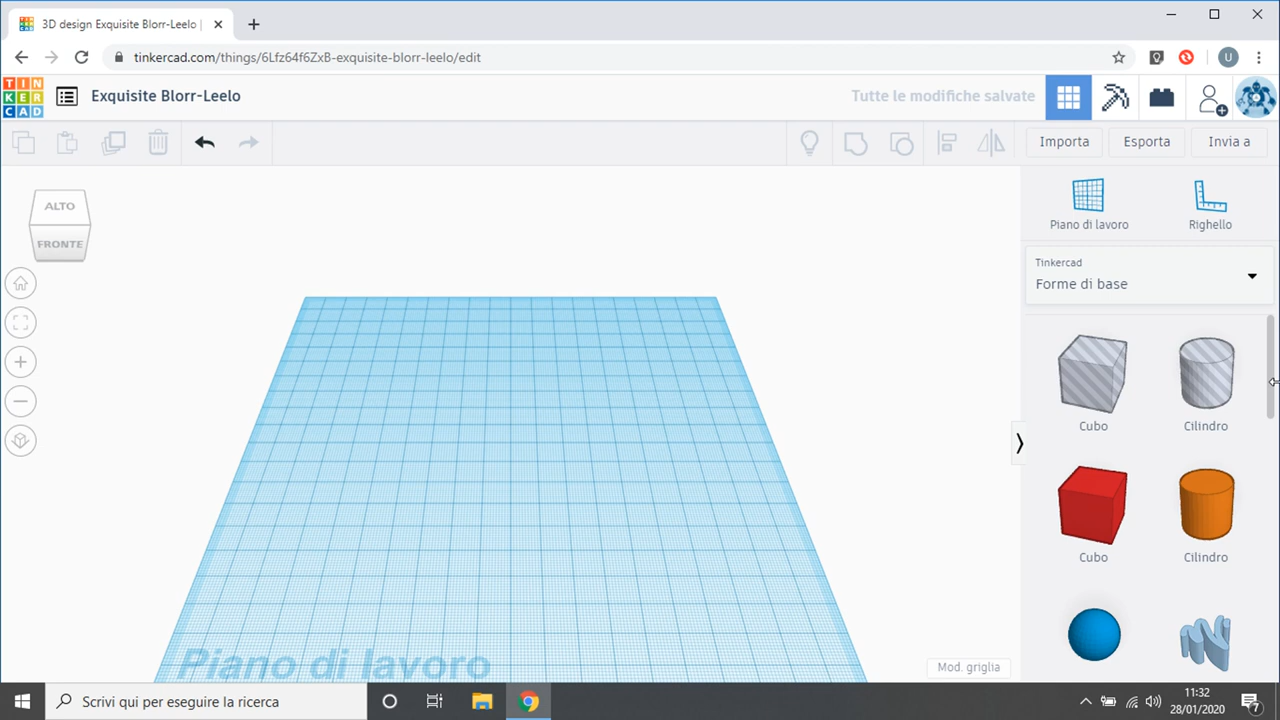 3D design Exquisite Blorr-Leelo |
tinkercad.com/things/6Lfz64f6ZxB-exquisite-blorr-leelo/edit
U
TIN
KER
CAD
Exquisite Blorr-Leelo
Tutte le modifiche salvate
Importa
Esporta
Invia a
ALTO
FRONTE
Piano di lavoro
Righello
Tinkercad
Forme di base
Cubo
Cilindro
Cubo
Cilindro
Piano di lavoro
Mod. griglia
Scrivi qui per eseguire la ricerca
11:32
28/01/2020
7